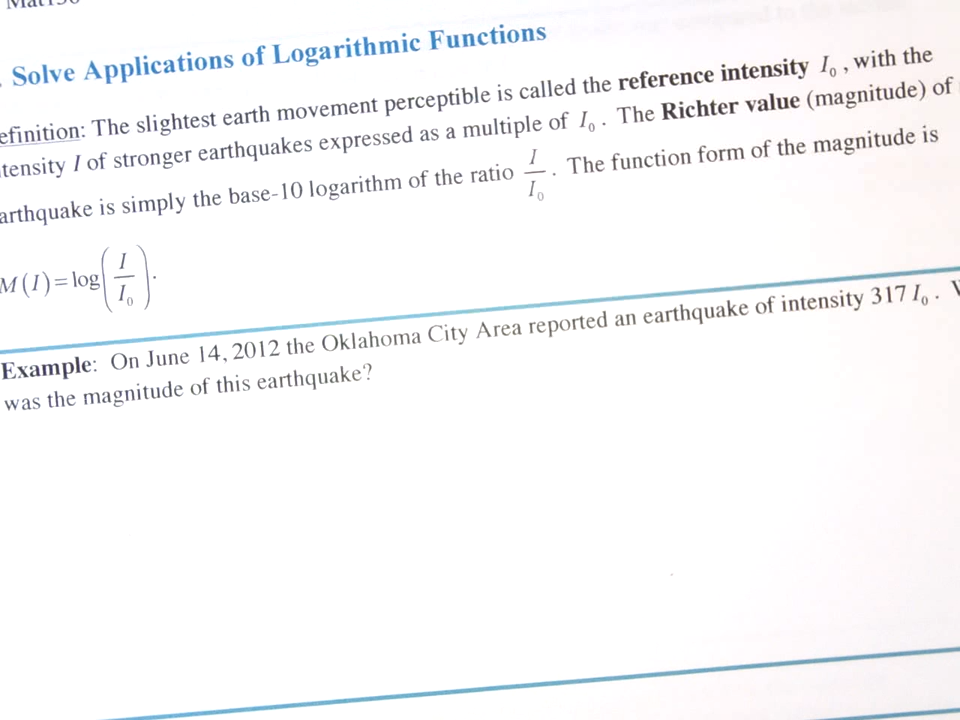 Solve Applications of Logarithmic Functions
efinition: The slightest earth movement perceptible is called the reference intensity I₀, with the
tensity I of stronger earthquakes expressed as a multiple of I₀. The Richter value (magnitude) of
arthquake is simply the base-10 logarithm of the ratio I/I₀. The function form of the magnitude is
M(I)=log(I/I₀).
Example: On June 14, 2012 the Oklahoma City Area reported an earthquake of intensity 317 I₀.
was the magnitude of this earthquake?